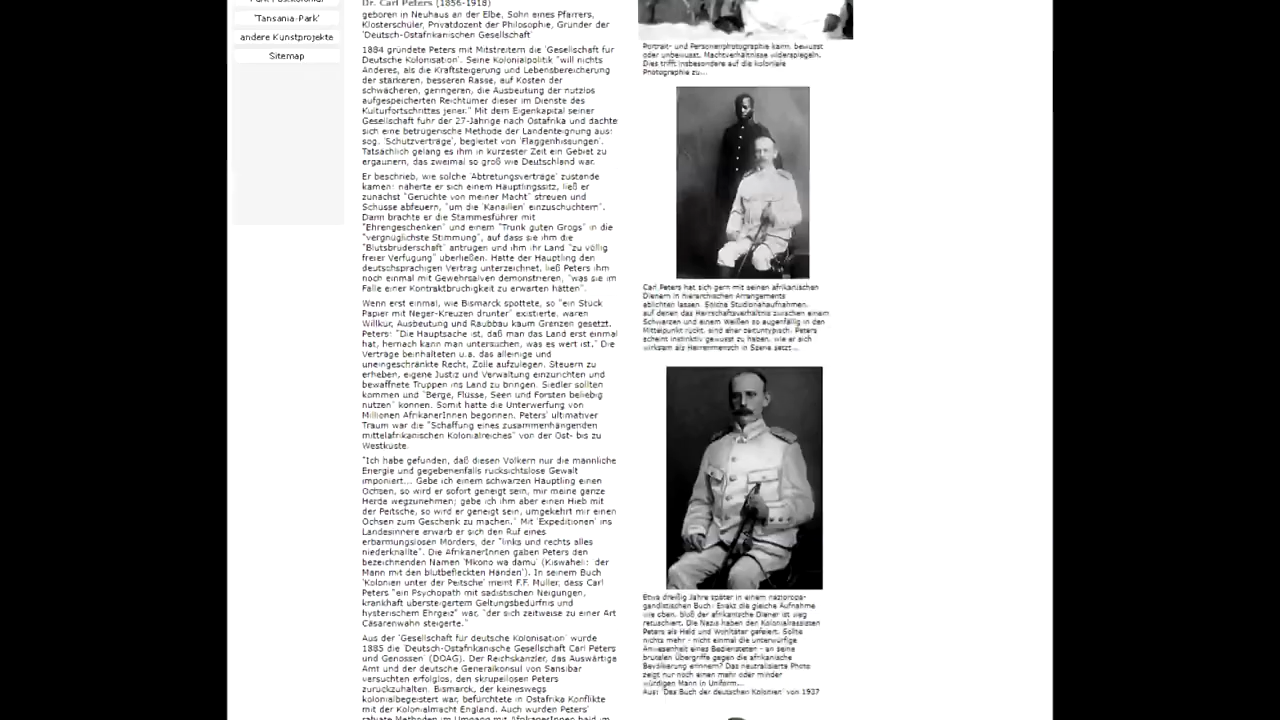 'Tansania-Park'
andere Kunstprojekte
Sitemap
Dr. Carl Peters (1856-1918)
geboren in Neuhaus an der Elbe, Sohn eines Pfarrers,
Klosterschüler, Privatdozent der Philosophie, Gründer der
'Deutsch-Ostafrikanischen Gesellschaft'
1884 gründete Peters mit Mitstreitern die 'Gesellschaft für
Deutsche Kolonisation'. Seine Kolonialpolitik "will nichts
Anderes, als die Kraftsteigerung und Lebensbereicherung
der stärkeren, besseren Rasse, auf Kosten der
schwächeren, geringeren, die Ausbeutung der nutzlos
aufgespeicherten Reichtümer dieser im Dienste des
Kulturfortschrittes jener." Mit dem Eigenkapital seiner
Gesellschaft fuhr der 27-Jährige nach Ostafrika und dachte
sich eine betrügerische Methode der Landenteignung aus:
sog. 'Schutzverträge', begleitet von 'Flaggenhissungen'.
Tatsächlich gelang es ihm in kürzester Zeit ein Gebiet zu
ergaunern, das zweimal so groß wie Deutschland war.
Er beschrieb, wie solche 'Abtretungsverträge' zustande
kamen: näherte er sich einem Häuptlingssitz, ließ er
zunächst "Gerüchte von meiner Macht" streuen und
Schüsse abfeuern, "um die 'Kanaillen' einzuschüchtern".
Dann brachte er die Stammesführer mit
"Ehrengeschenken" und einem "Trunk guten Grogs" in die
"vergnüglichste Stimmung", auf dass sie ihm die
"Blutsbrüderschaft" antrugen und ihm ihr Land "zu völlig
freier Verfügung" überließen. Hatte der Häuptling den
deutschsprachigen Vertrag unterzeichnet, ließ Peters ihm
noch einmal mit Gewehrsalven demonstrieren, "was sie im
Falle einer Kontraktbrüchigkeit zu erwarten hätten".
Wenn erst einmal, wie Bismarck spottete, so "ein Stück
Papier mit Neger-Kreuzen drunter" existierte, waren
Willkür, Ausbeutung und Raubbau kaum Grenzen gesetzt.
Peters: "Die Hauptsache ist, daß man das Land erst einmal
hat, hernach kann man untersuchen, was es wert ist." Die
Verträge beinhalteten u.a. das alleinige und
uneingeschränkte Recht, Zölle aufzulegen, Steuern zu
erheben, eigene Justiz und Verwaltung einzurichten und
bewaffnete Truppen ins Land zu bringen. Siedler sollten
kommen und "Berge, Flüsse, Seen und Forsten beliebig
nutzen" können. Somit hatte die Unterwerfung von
Millionen AfrikanerInnen begonnen. Peters' ultimativer
Traum war die "Schaffung eines zusammenhängenden
mittelafrikanischen Kolonialreiches" von der Ost- bis zu
Westküste.
"Ich habe gefunden, daß diesen Völkern nur die männliche
Energie und gegebenenfalls rücksichtslose Gewalt
imponiert... Gebe ich einem schwarzen Häuptling einen
Ochsen, so wird er sofort geneigt sein, mir meine ganze
Herde wegzunehmen; gebe ich ihm aber einen Hieb mit
der Peitsche, so wird er geneigt sein, umgekehrt mir einen
Ochsen zum Geschenk zu machen." Mit 'Expeditionen' ins
Landesinnere erwarb er sich den Ruf eines
erbarmungslosen Mörders, der "links und rechts alles
niederknallte". Die AfrikanerInnen gaben Peters den
bezeichnenden Namen 'Mkono wa damu' (Kiswaheli: der
Mann mit den blutbefleckten Händen'). In seinem Buch
'Kolonien unter der Peitsche' meint F.F. Müller, dass Carl
Peters "ein Psychopath mit sadistischen Neigungen,
krankhaft übersteigertem Geltungsbedürfnis und
hysterischem Ehrgeiz" war, "der sich zeitweise zu einer Art
Cäsarenwahn steigerte."
Aus der 'Gesellschaft für deutsche Kolonisation' wurde
1885 die 'Deutsch-Ostafrikanische Gesellschaft Carl Peters
und Genossen' (DOAG). Der Reichskanzler, das Auswärtige
Amt und der deutsche Generalkonsul von Sansibar
versuchten erfolglos, den skrupellosen Peters
zurückzuhalten. Bismarck, der keineswegs
kolonialbegeistert war, befürchtete in Ostafrika Konflikte
mit der Kolonialmacht England. Auch wurden Peters'
rabiate Methoden im Umgang mit AfrikanerInnen bald im
Portrait- und Personenphotographie kann, bewusst
oder unbewusst, Machtverhältnisse widerspiegeln.
Dies trifft insbesondere auf die koloniale
Photographie zu...
Carl Peters hat sich gern mit seinen afrikanischen
Dienern in hierarchischen Arrangements
ablichten lassen. Solche Studioaufnahmen,
auf denen das Herrschaftsverhältnis zwischen einem
Schwarzen und einem Weißen so augenfällig in den
Mittelpunkt rückt, sind eher zeituntypisch. Peters
scheint instinktiv gewusst zu haben, wie er sich
wirksam als Herrenmensch in Szene setzt...
Etwa dreißig Jahre später in einem nazipropa-
gandistischen Buch: Exakt die gleiche Aufnahme
wie oben, bloß der afrikanische Diener ist weg
retuschiert. Die Nazis haben den Kolonialrassisten
Peters als Held und Wohltäter gefeiert. Sollte
nichts mehr - nicht einmal die unterwürfige
Anwesenheit eines Bediensteten - an seine
brutalen Übergriffe gegen die afrikanische
Bevölkerung erinnern? Das neutralisierte Photo
zeigt nur noch einen mehr oder minder
würdigen Mann in Uniform...
Aus: 'Das Buch der deutschen Kolonien' von 1937